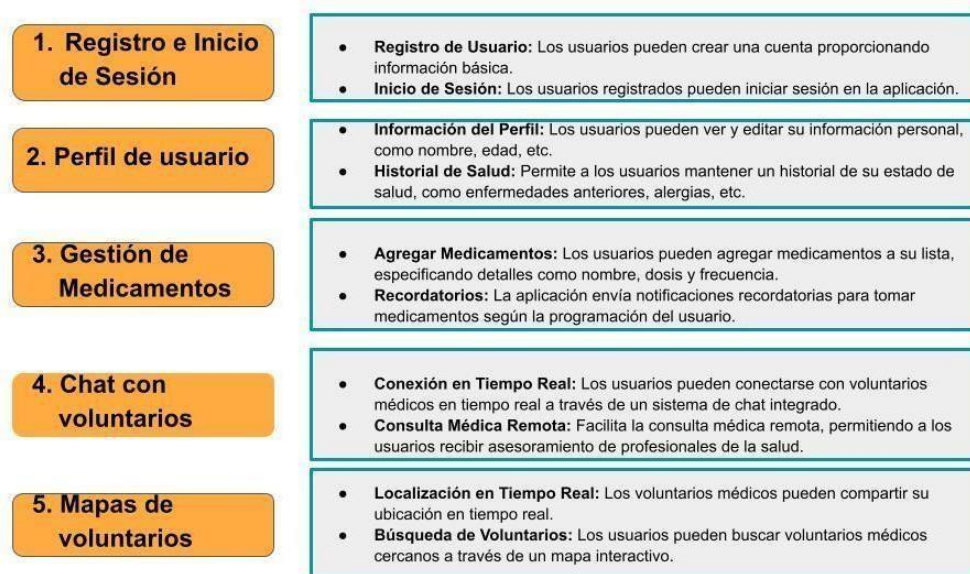 1. Registro e Inicio
de Sesión
● Registro de Usuario: Los usuarios pueden crear una cuenta proporcionando
información básica.
● Inicio de Sesión: Los usuarios registrados pueden iniciar sesión en la aplicación.
2. Perfil de usuario
● Información del Perfil: Los usuarios pueden ver y editar su información personal,
como nombre, edad, etc.
● Historial de Salud: Permite a los usuarios mantener un historial de su estado de
salud, como enfermedades anteriores, alergias, etc.
3. Gestión de
Medicamentos
● Agregar Medicamentos: Los usuarios pueden agregar medicamentos a su lista,
especificando detalles como nombre, dosis y frecuencia.
● Recordatorios: La aplicación envía notificaciones recordatorias para tomar
medicamentos según la programación del usuario.
4. Chat con
voluntarios
● Conexión en Tiempo Real: Los usuarios pueden conectarse con voluntarios
médicos en tiempo real a través de un sistema de chat integrado.
● Consulta Médica Remota: Facilita la consulta médica remota, permitiendo a los
usuarios recibir asesoramiento de profesionales de la salud.
5. Mapas de
voluntarios
● Localización en Tiempo Real: Los voluntarios médicos pueden compartir su
ubicación en tiempo real.
● Búsqueda de Voluntarios: Los usuarios pueden buscar voluntarios médicos
cercanos a través de un mapa interactivo.